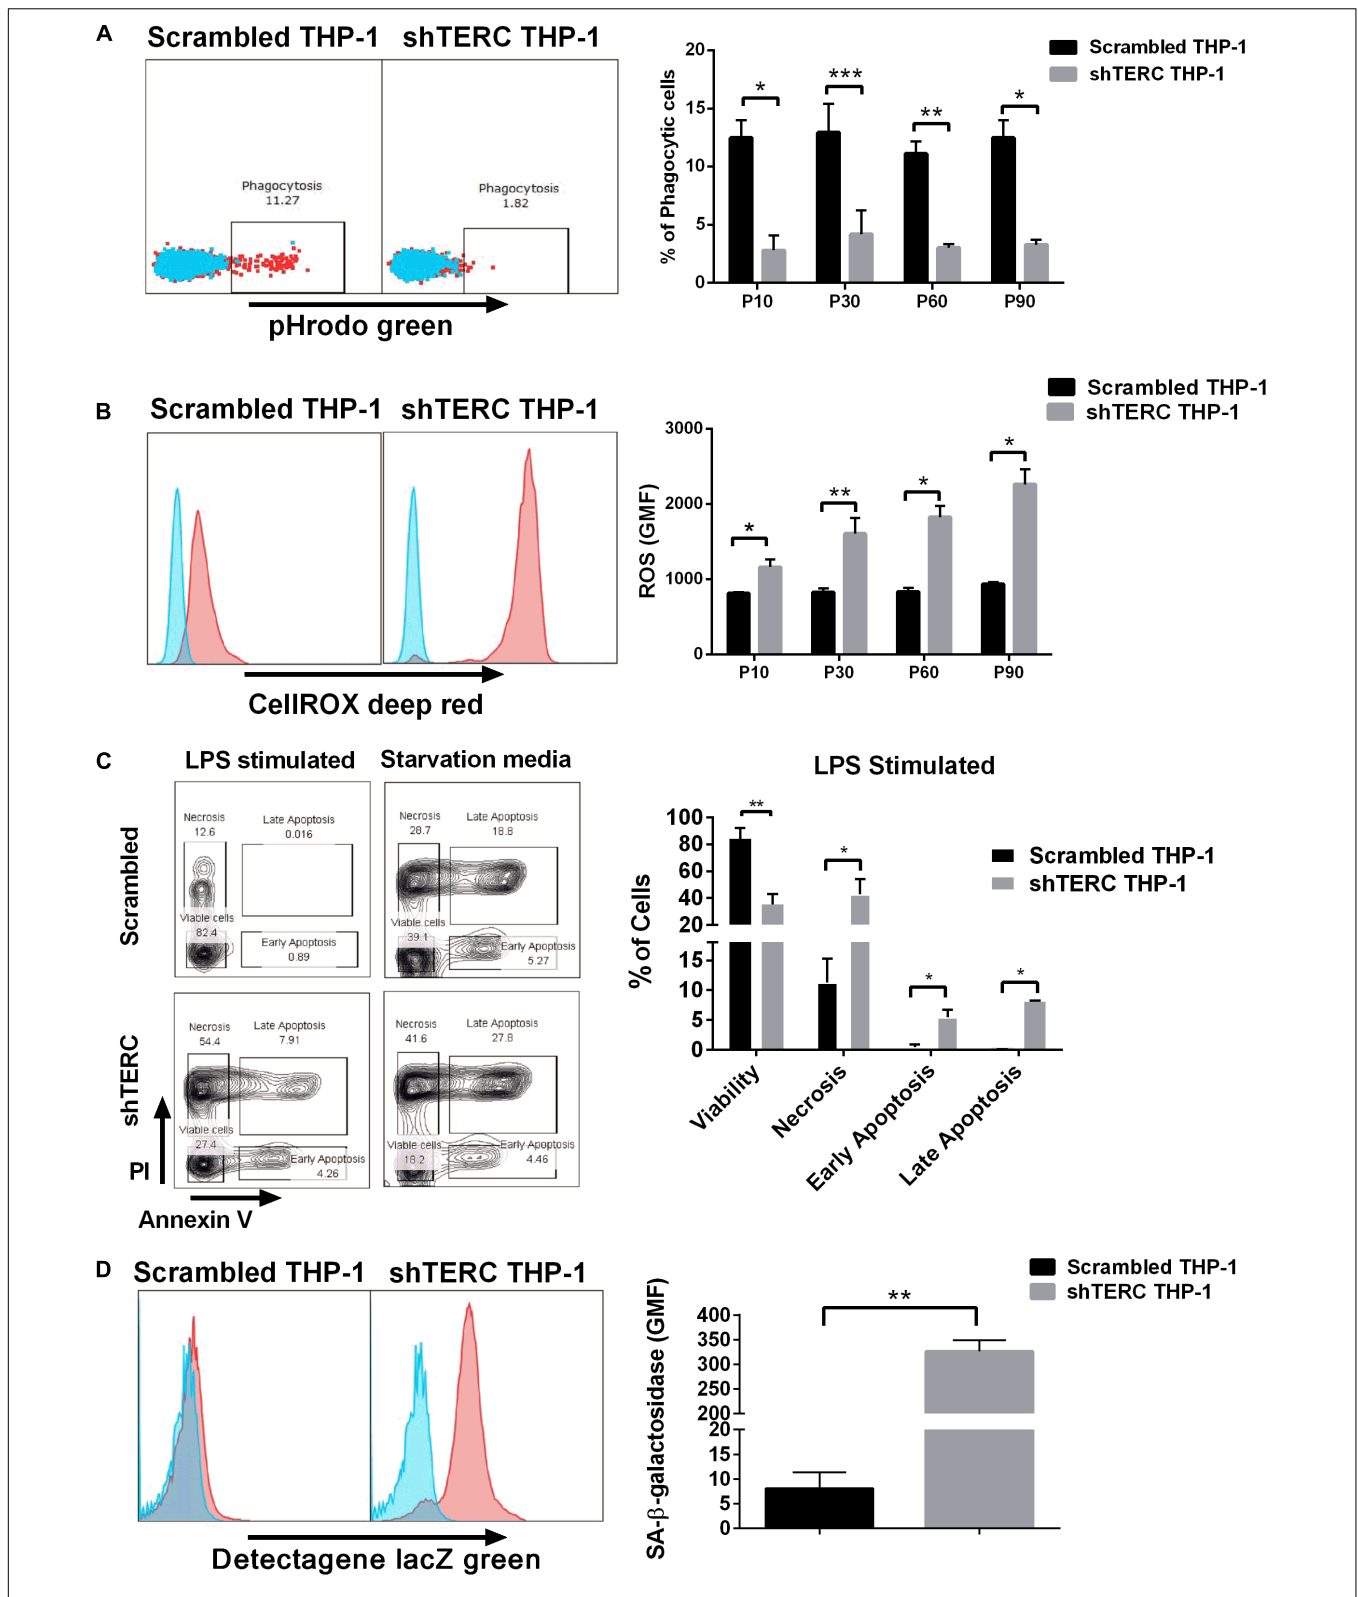 A
Scrambled THP-1 shTERC THP-1
Phagocytosis
11.27
Phagocytosis
1.82
pHrodo green
% of Phagocytic cells
20
15
10
5
0
* *** ** *
P10 P30 P60 P90
Scrambled THP-1
shTERC THP-1
B
Scrambled THP-1 shTERC THP-1
CellROX deep red
ROS (GMF)
3000
2000
1000
0
* ** * *
P10 P30 P60 P90
Scrambled THP-1
shTERC THP-1
C
LPS stimulated Starvation media
Scrambled
Necrosis
12.6
Late Apoptosis
0.016
Viable cells
82.4
Early Apoptosis
0.89
Necrosis
28.7
Late Apoptosis
18.8
Viable cells
39.1
Early Apoptosis
5.27
shTERC
Necrosis
54.4
Late Apoptosis
7.91
Viable cells
27.4
Early Apoptosis
4.26
Necrosis
41.6
Late Apoptosis
27.8
Viable cells
16.2
Early Apoptosis
4.46
PI
Annexin V
LPS Stimulated
% of Cells
100
80
60
40
20
15
10
5
0
** * * *
Viability
Necrosis
Early Apoptosis
Late Apoptosis
Scrambled THP-1
shTERC THP-1
D
Scrambled THP-1 shTERC THP-1
Detectagene lacZ green
SA-β-galactosidase (GMF)
400
350
300
250
200
20
15
10
5
0
**
Scrambled THP-1
shTERC THP-1